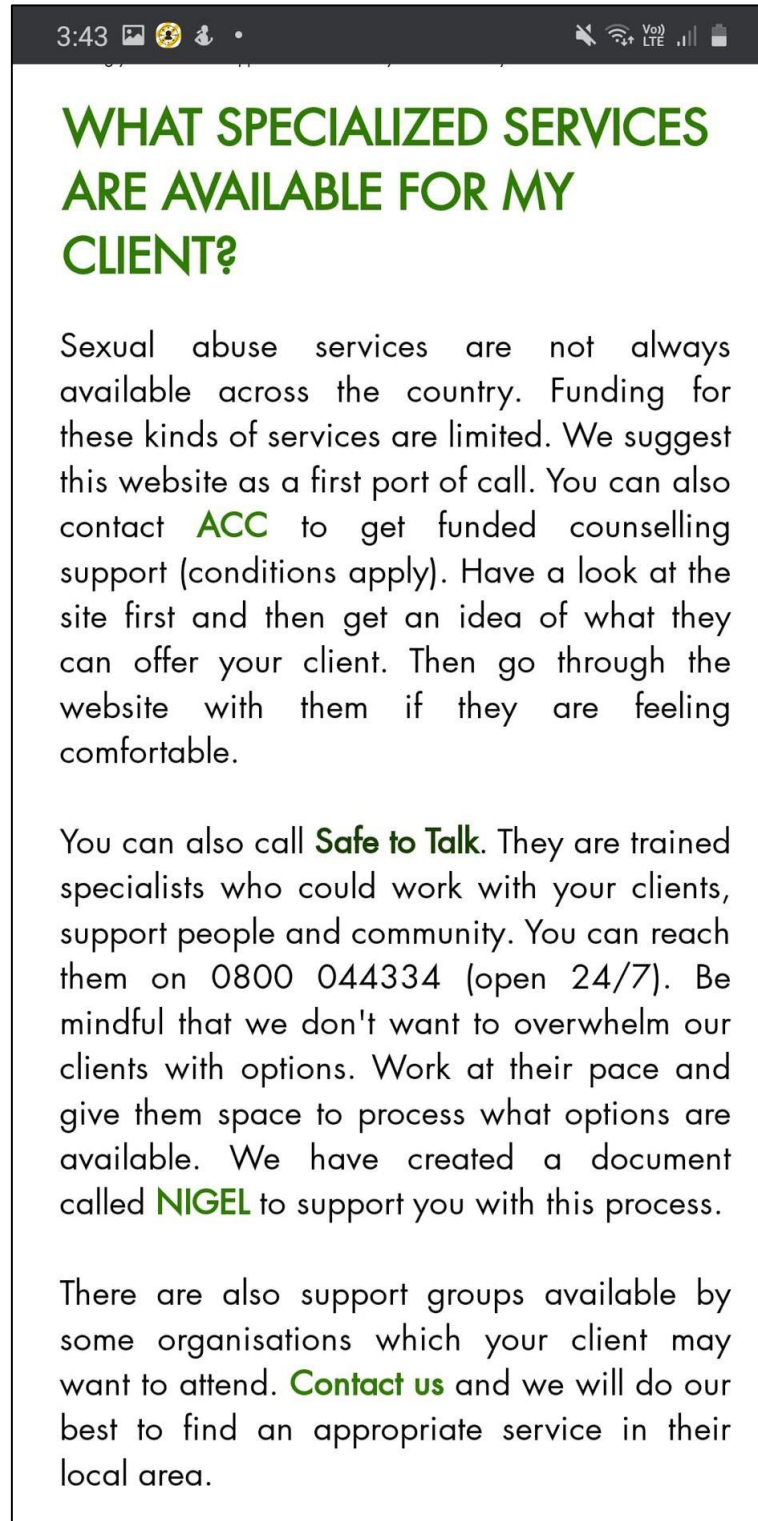 3:43
Vo)) LTE
WHAT SPECIALIZED SERVICES
ARE AVAILABLE FOR MY
CLIENT?
Sexual abuse services are not always
available across the country. Funding for
these kinds of services are limited. We suggest
this website as a first port of call. You can also
contact ACC to get funded counselling
support (conditions apply). Have a look at the
site first and then get an idea of what they
can offer your client. Then go through the
website with them if they are feeling
comfortable.
You can also call Safe to Talk. They are trained
specialists who could work with your clients,
support people and community. You can reach
them on 0800 044334 (open 24/7). Be
mindful that we don't want to overwhelm our
clients with options. Work at their pace and
give them space to process what options are
available. We have created a document
called NIGEL to support you with this process.
There are also support groups available by
some organisations which your client may
want to attend. Contact us and we will do our
best to find an appropriate service in their
local area.